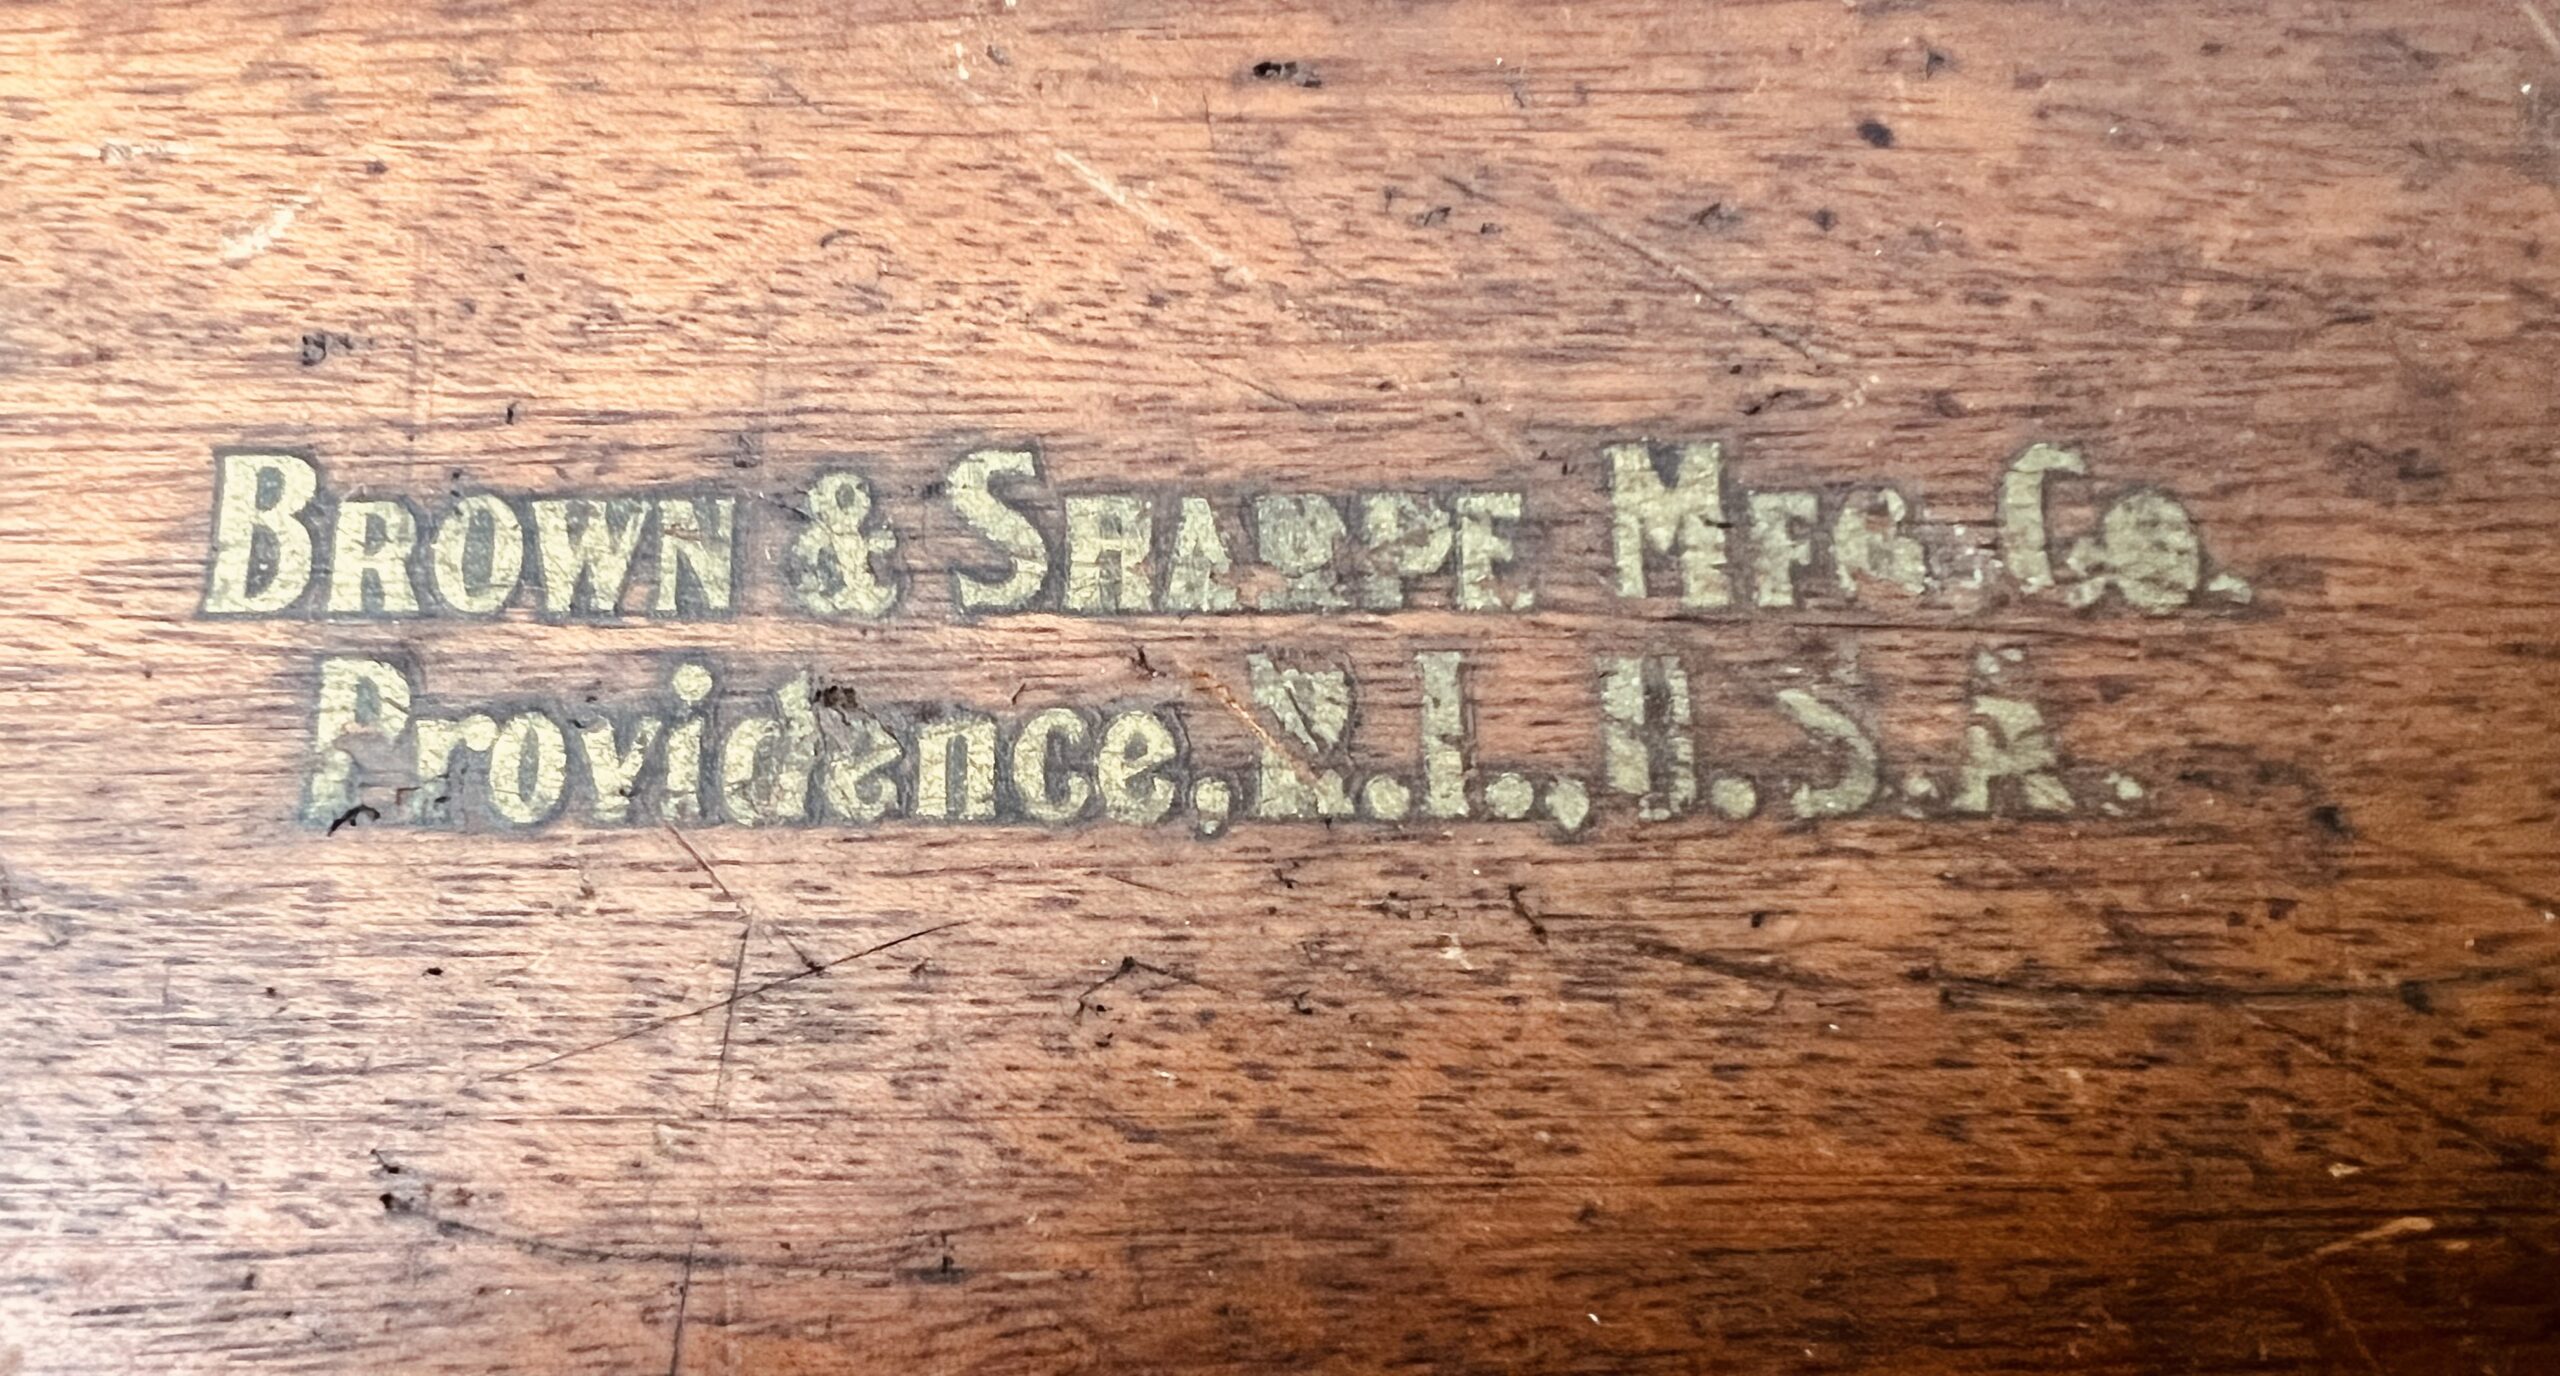 Brown & Sharpe Mfg. Co.
Providence, R.I., U.S.A.